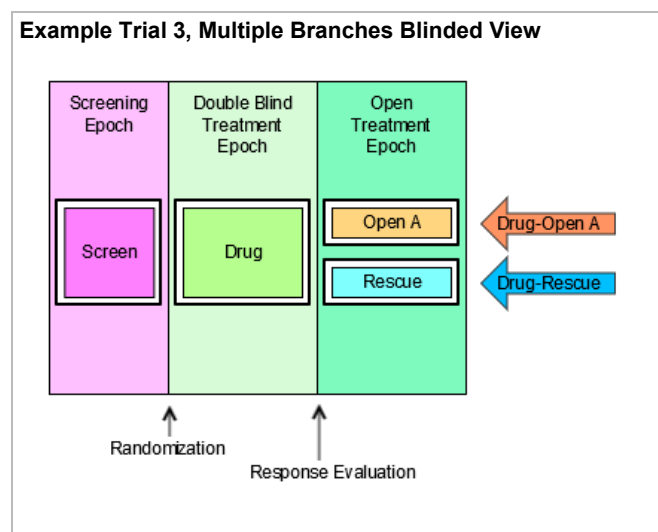 Example Trial 3, Multiple Branches Blinded View
Screening
Epoch
Double Blind
Treatment
Epoch
Open
Treatment
Epoch
Screen
Drug
Open A
Rescue
Drug-Open A
Drug-Rescue
Randomization
Response Evaluation